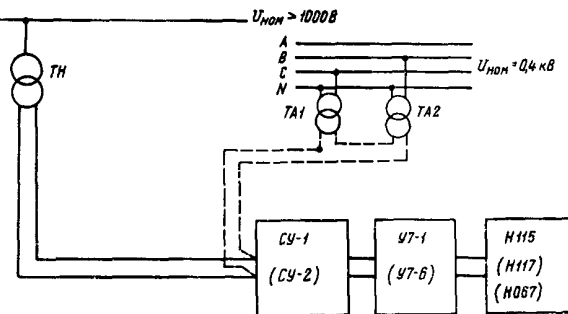 Uном > 1000В
ТН
A
B
C
N
Uном = 0,4 кВ
ТА1
ТА2
СУ-1
(СУ-2)
У7-1
(У7-6)
Н115
(Н117)
(Н067)